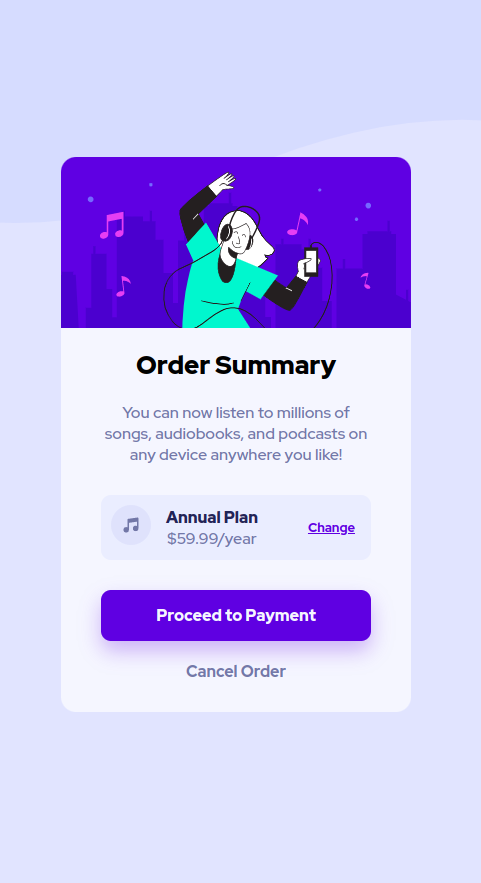 Order Summary
You can now listen to millions of
songs, audiobooks, and podcasts on
any device anywhere you like!
Annual Plan
$59.99/year
Change
Proceed to Payment
Cancel Order